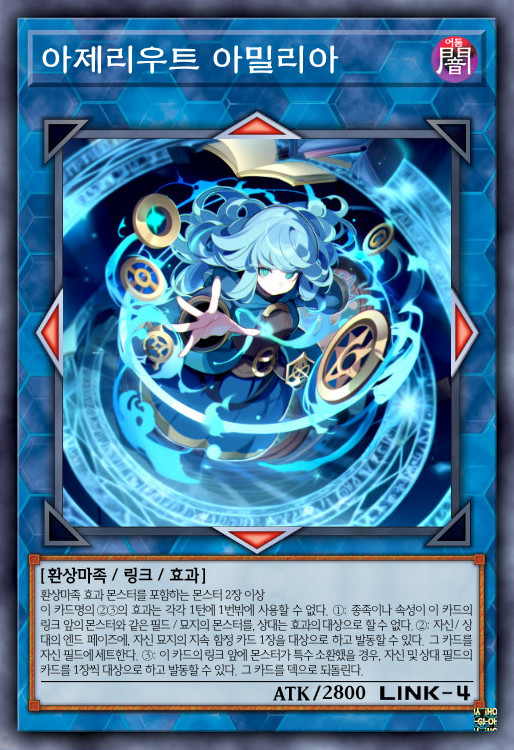 아제리우트 아밀리아
어둠
闇
[환상마족 / 링크 / 효과]
환상마족 효과 몬스터를 포함하는 몬스터 2장 이상
이 카드명의 ②③의 효과는 각각 1턴에 1번밖에 사용할 수 없다. ①: 종족이나 속성이 이 카드의
링크 앞의 몬스터와 같은 필드 / 묘지의 몬스터를, 상대는 효과의 대상으로 할 수 없다. ②: 자신 / 상
대의 엔드 페이즈에, 자신 묘지의 지속 함정 카드 1장을 대상으로 하고 발동할 수 있다. 그 카드를
자신 필드에 세트한다. ③: 이 카드의 링크 앞에 몬스터가 특수 소환했을 경우, 자신 및 상대 필드의
카드를 1장씩 대상으로 하고 발동할 수 있다. 그 카드를 덱으로 되돌린다.
ATK/2800 LINK-4